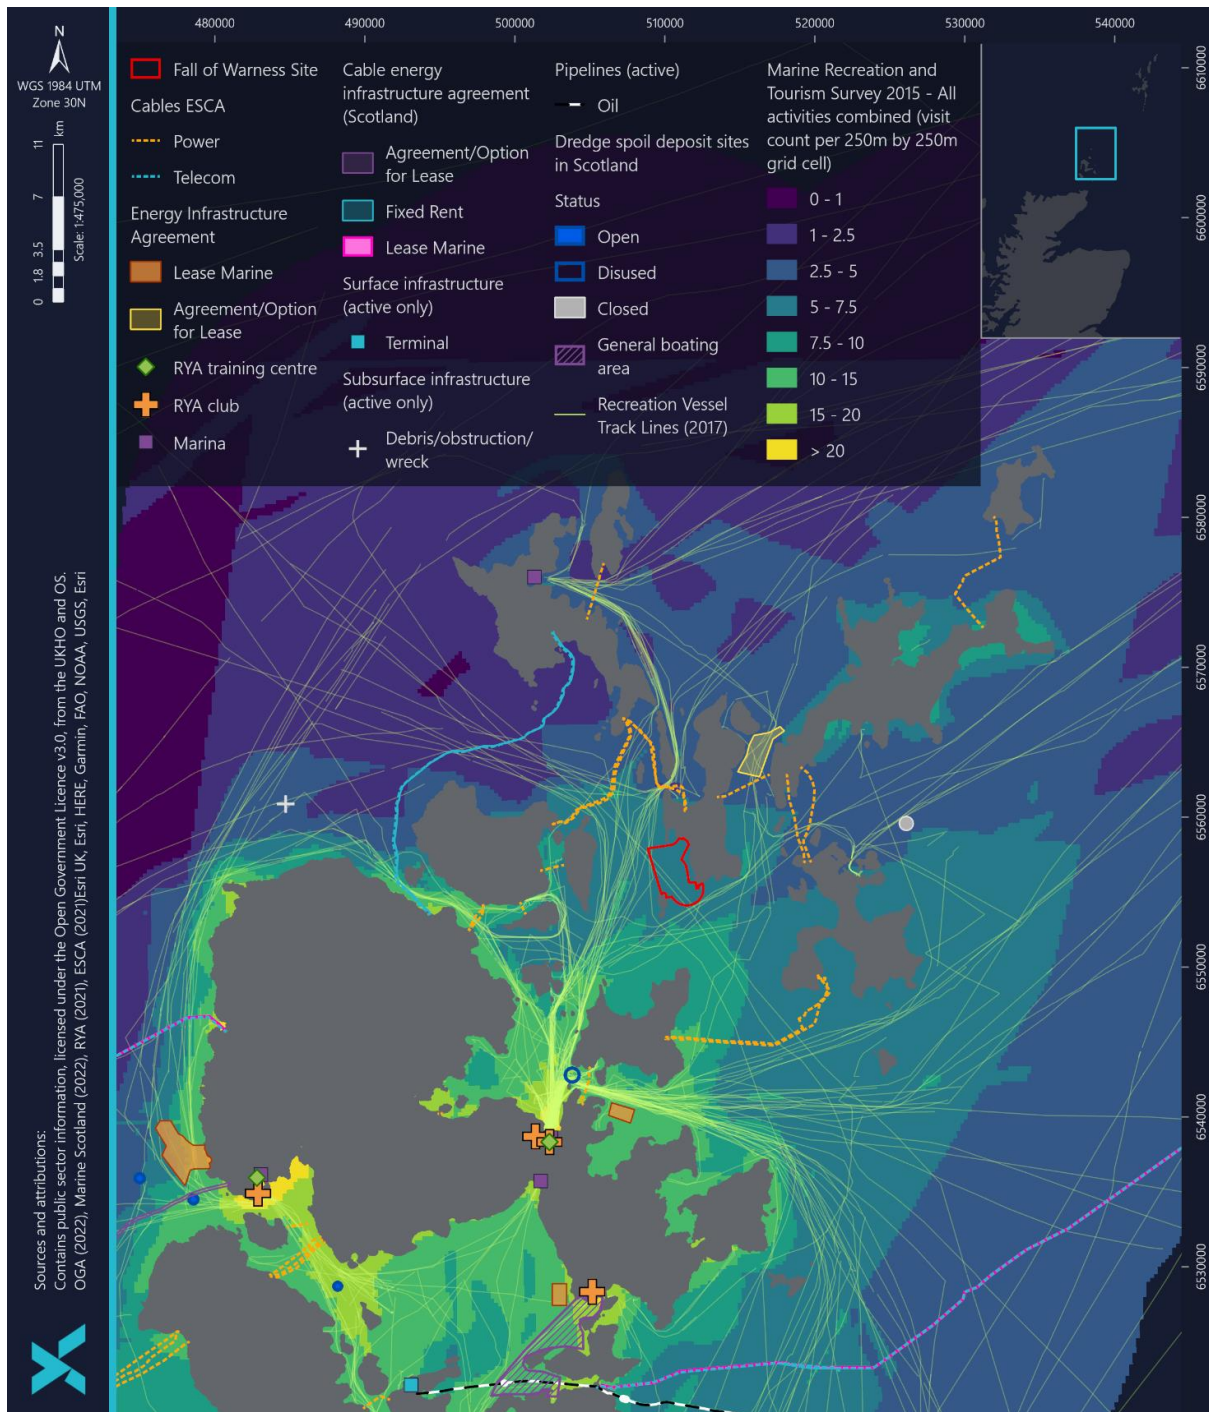 480000
490000
500000
510000
520000
530000
540000
N
WGS 1984 UTM
Zone 30N
0 1.8 3.5 7 11
km
Scale: 1:475,000
Fall of Warness Site
Cables ESCA
Power
Telecom
Energy Infrastructure
Agreement
Lease Marine
Agreement/Option
for Lease
RYA training centre
RYA club
Marina
Cable energy
infrastructure agreement
(Scotland)
Agreement/Option
for Lease
Fixed Rent
Lease Marine
Surface infrastructure
(active only)
Terminal
Subsurface infrastructure
(active only)
Debris/obstruction/
wreck
Pipelines (active)
Oil
Dredge spoil deposit sites
in Scotland
Status
Open
Disused
Closed
General boating
area
Recreation Vessel
Track Lines (2017)
Marine Recreation and
Tourism Survey 2015 - All
activities combined (visit
count per 250m by 250m
grid cell)
0 - 1
1 - 2.5
2.5 - 5
5 - 7.5
7.5 - 10
10 - 15
15 - 20
> 20
6610000
6600000
6590000
6580000
6570000
6560000
6550000
6540000
6530000
Sources and attributions:
Contains public sector information, licensed under the Open Government Licence v3.0, from the UKHO and OS.
OGA (2022), Marine Scotland (2022), RYA (2021), ESCA (2021)Esri UK, Esri, HERE, Garmin, FAO, NOAA, USGS, Esri